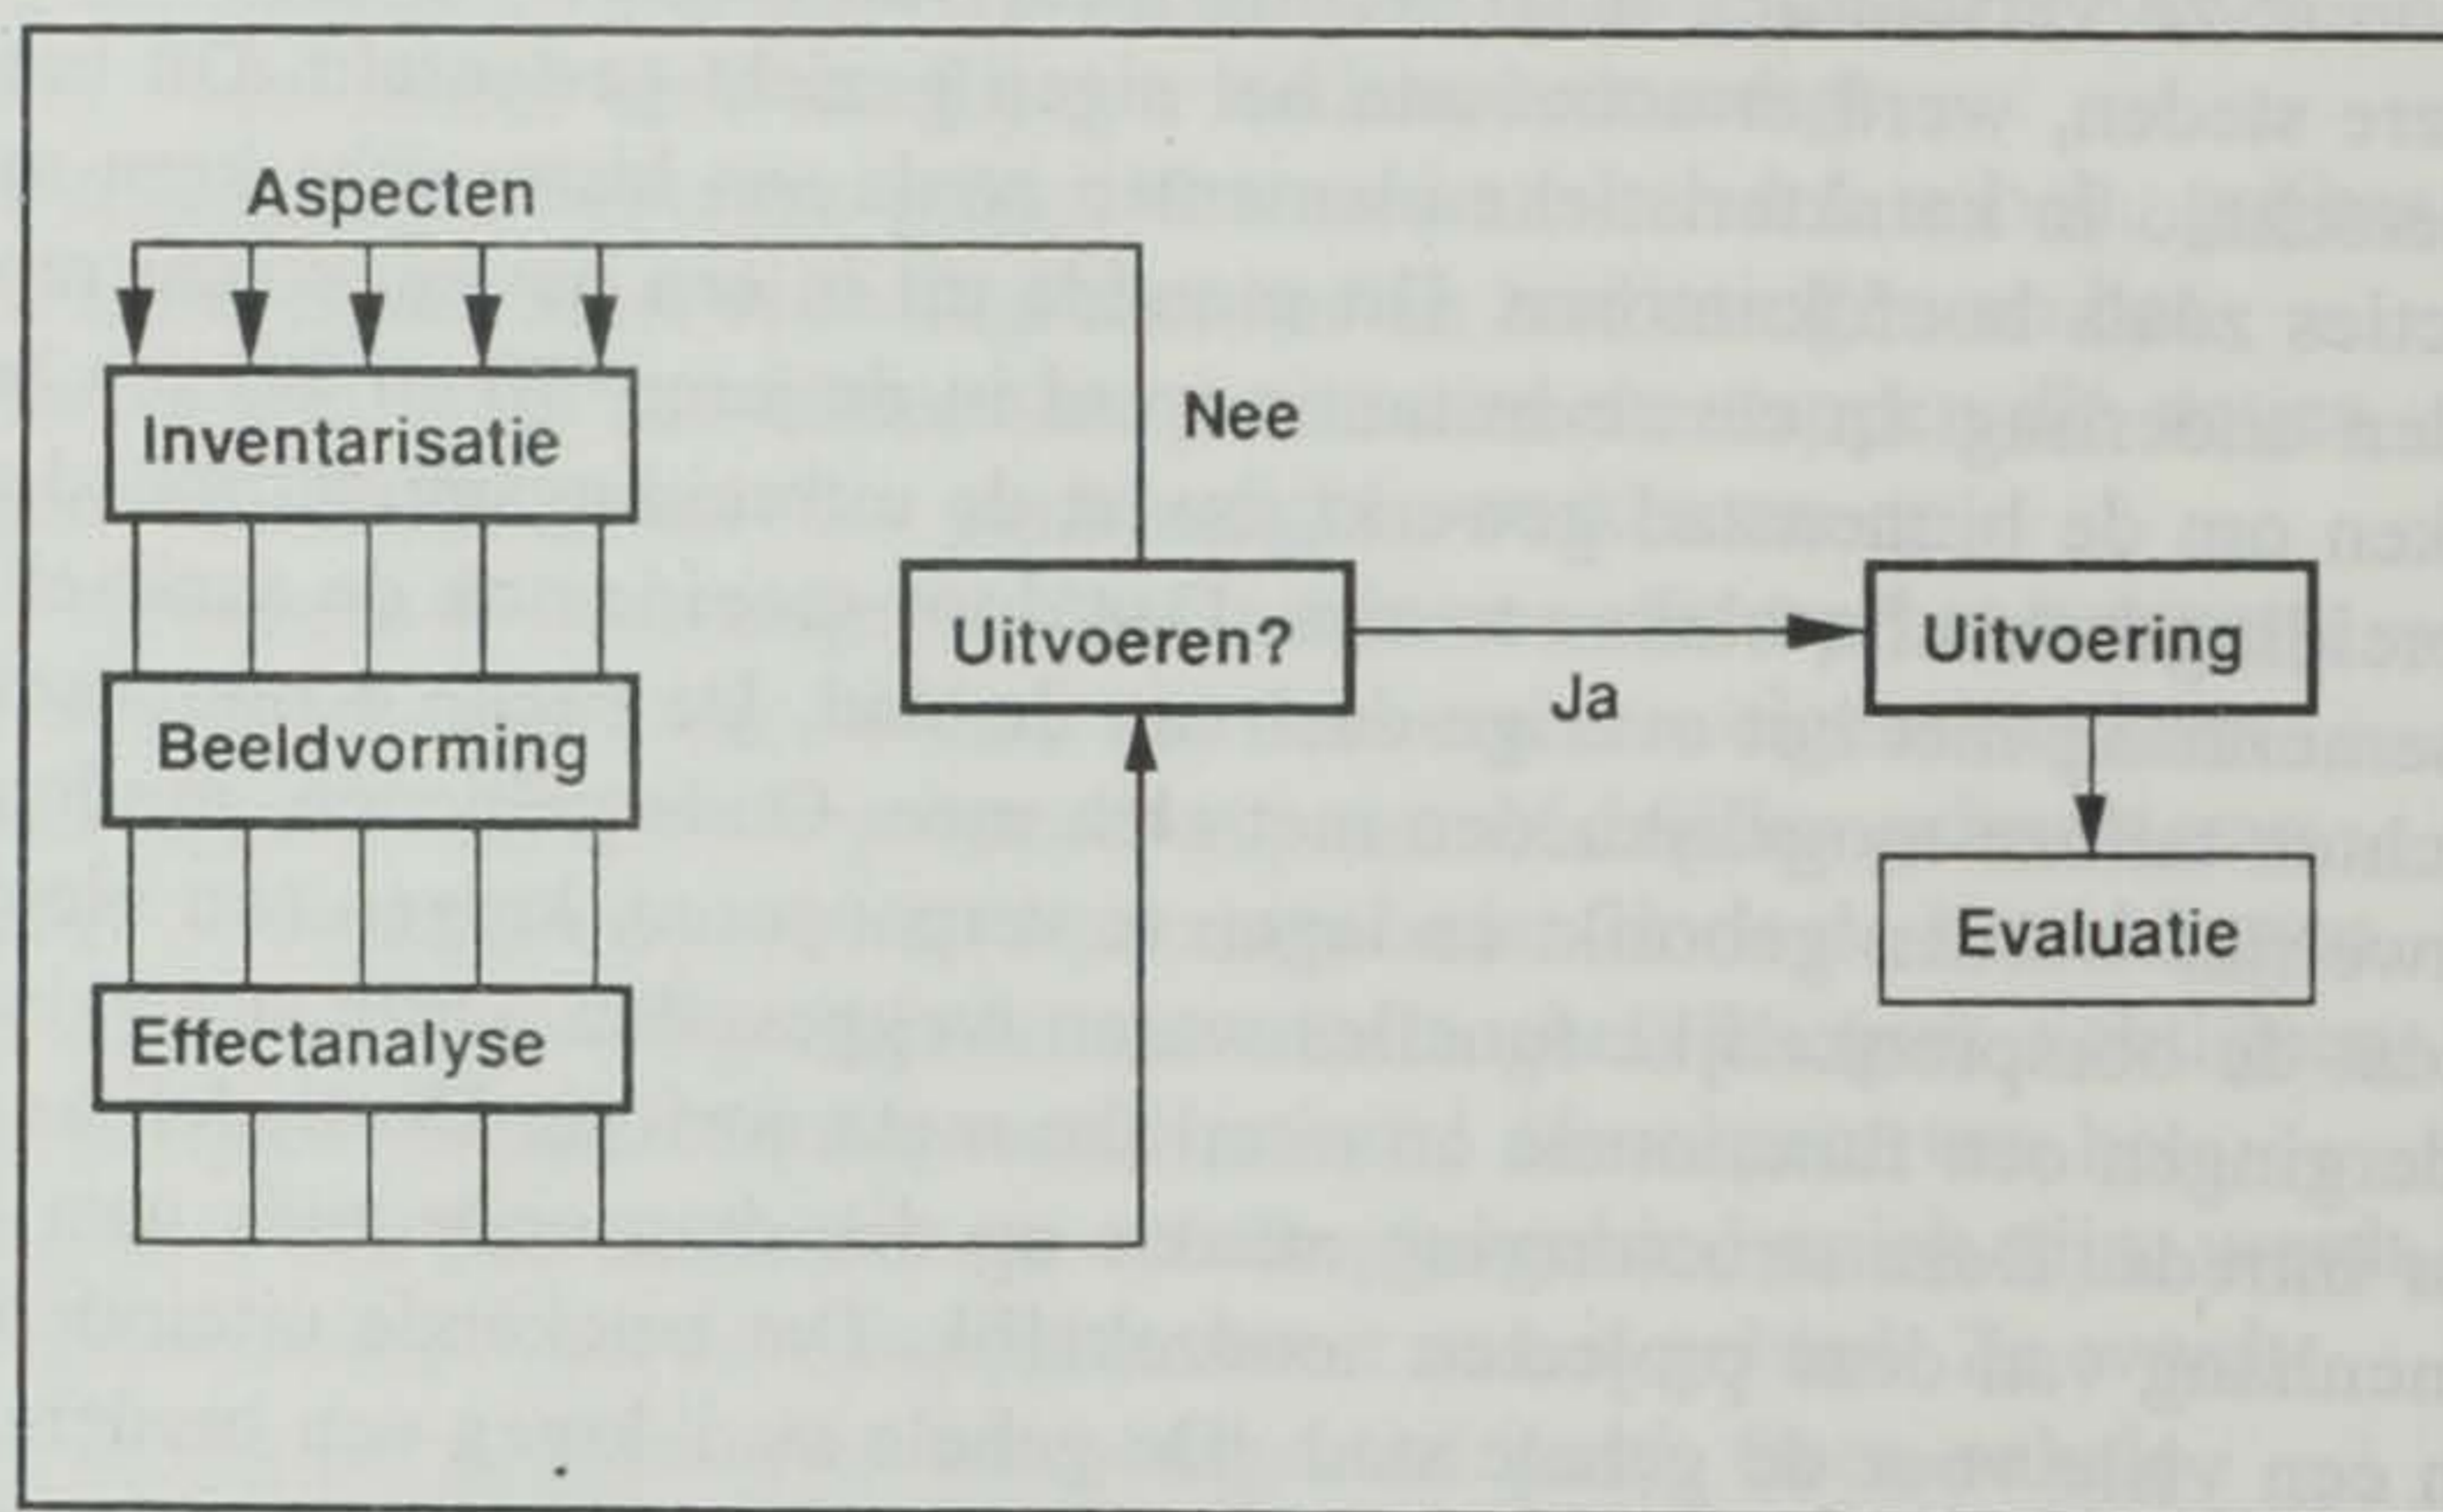 Aspecten
Inventarisatie
Nee
Uitvoeren?
Uitvoering
Ja
Beeldvorming
Evaluatie
Effectanalyse